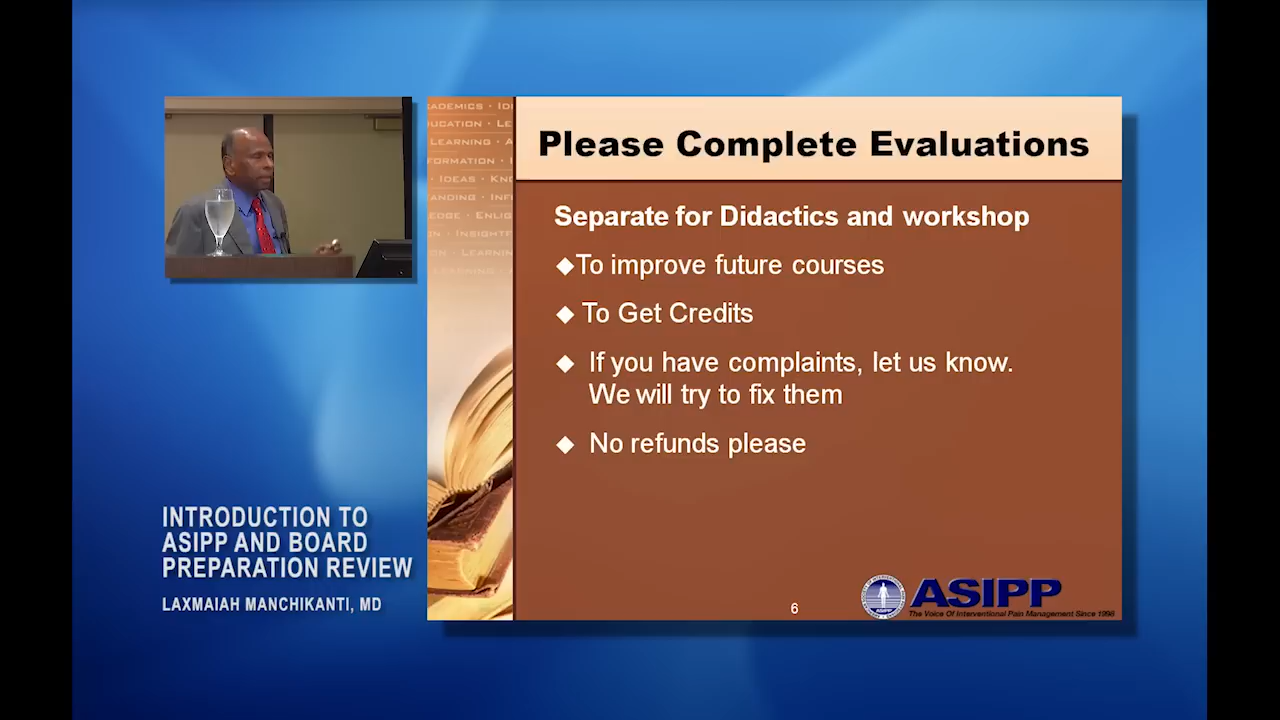 Please Complete Evaluations
Separate for Didactics and workshop
◆To improve future courses
◆ To Get Credits
◆ If you have complaints, let us know.
We will try to fix them
◆ No refunds please
6
ASIPP
The Voice Of Interventional Pain Management Since 1998
INTRODUCTION TO
ASIPP AND BOARD
PREPARATION REVIEW
LAXMAIAH MANCHIKANTI, MD